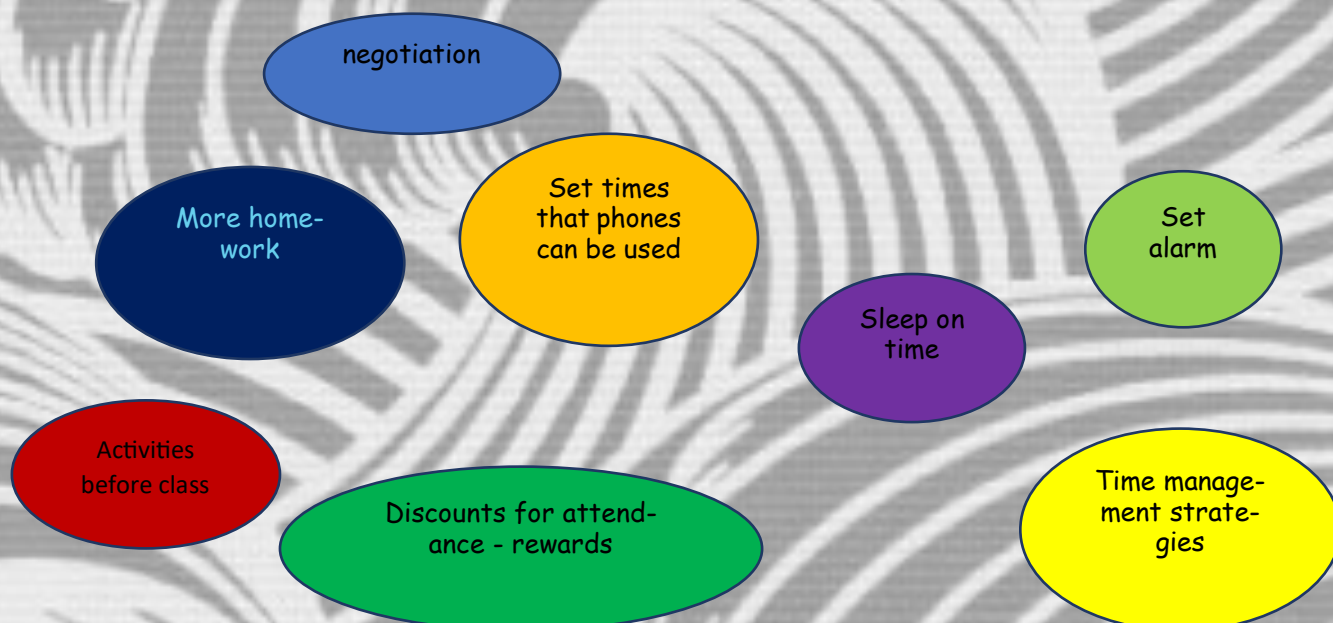 negotiation
More home-
work
Set times
that phones
can be used
Set
alarm
Sleep on
time
Activities
before class
Discounts for attend-
ance - rewards
Time manage-
ment strate-
gies